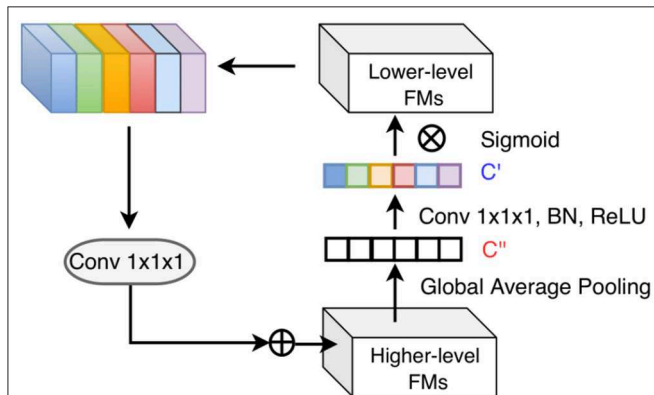 Lower-level
FMs
Sigmoid
C'
Conv 1x1x1, BN, ReLU
C"
Conv 1x1x1
Global Average Pooling
Higher-level
FMs